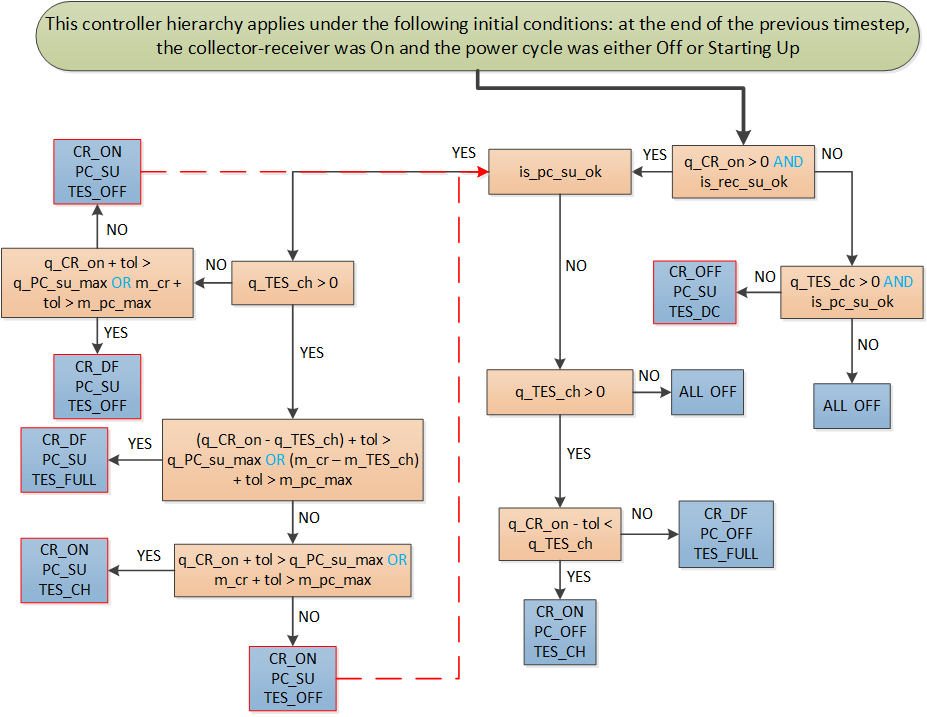 This controller hierarchy applies under the following initial conditions: at the end of the previous timestep,
the collector-receiver was On and the power cycle was either Off or Starting Up
CR_ON
PC_SU
TES_OFF
YES
is_pc_su_ok
YES
q_CR_on > 0 AND
is_rec_su_ok
NO
NO
q_CR_on + tol >
q_PC_su_max OR m_cr +
tol > m_pc_max
NO
q_TES_ch > 0
NO
CR_OFF
PC_SU
TES_DC
NO
q_TES_dc > 0 AND
is_pc_su_ok
YES
YES
NO
CR_DF
PC_SU
TES_OFF
q_TES_ch > 0
NO
ALL OFF
ALL OFF
CR_DF
PC_SU
TES_FULL
YES
(q_CR_on - q_TES_ch) + tol >
q_PC_su_max OR (m_cr – m_TES_ch)
+ tol > m_pc_max
YES
NO
q_CR_on - tol <
q_TES_ch
NO
CR_DF
PC_OFF
TES_FULL
CR_ON
PC_SU
TES_CH
YES
q_CR_on + tol > q_PC_su_max OR
m_cr + tol > m_pc_max
YES
NO
CR_ON
PC_OFF
TES_CH
CR_ON
PC_SU
TES_OFF